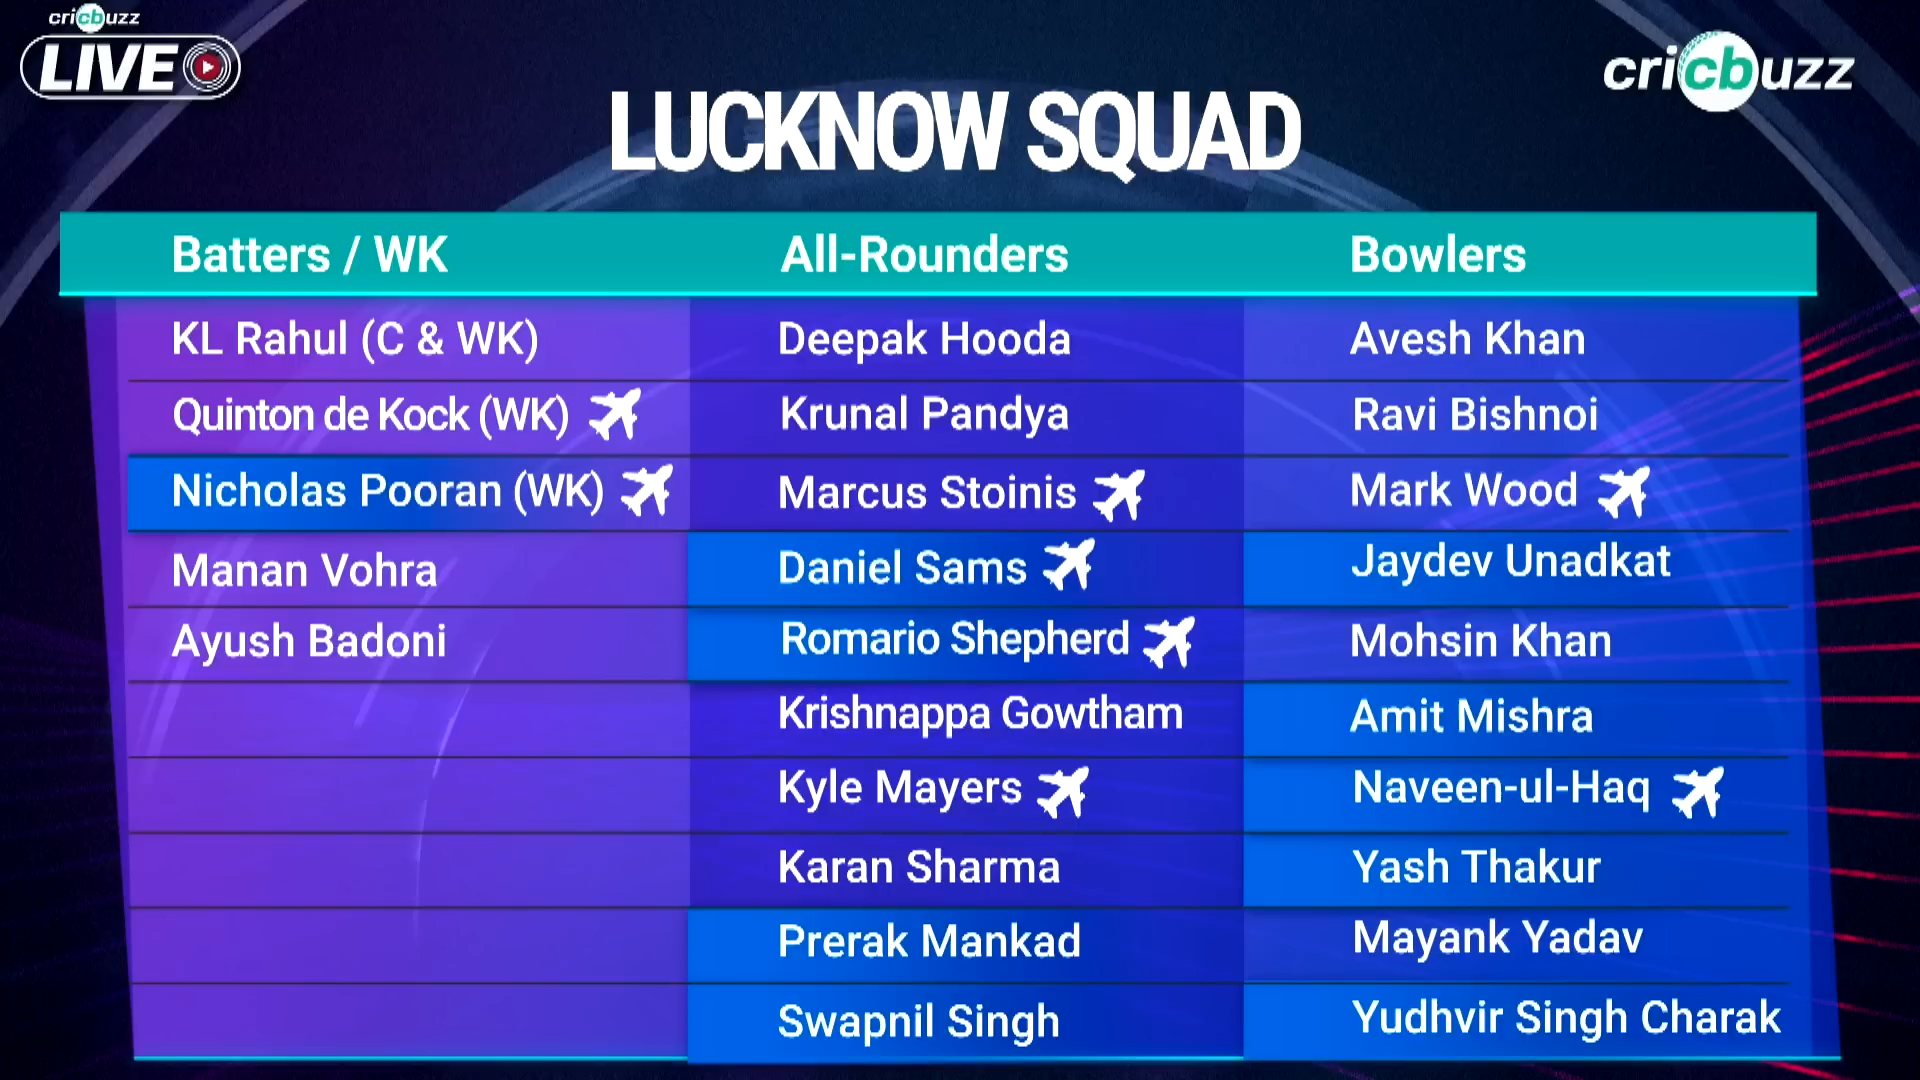 cricbuzz
LIVE
cricbuzz
LUCKNOW SQUAD
Batters / WK All-Rounders Bowlers
KL Rahul (C & WK) Deepak Hooda Avesh Khan
Quinton de Kock (WK) Krunal Pandya Ravi Bishnoi
Nicholas Pooran (WK) Marcus Stoinis Mark Wood
Manan Vohra Daniel Sams Jaydev Unadkat
Ayush Badoni Romario Shepherd Mohsin Khan
Krishnappa Gowtham Amit Mishra
Kyle Mayers Naveen-ul-Haq
Karan Sharma Yash Thakur
Prerak Mankad Mayank Yadav
Swapnil Singh Yudhvir Singh Charak